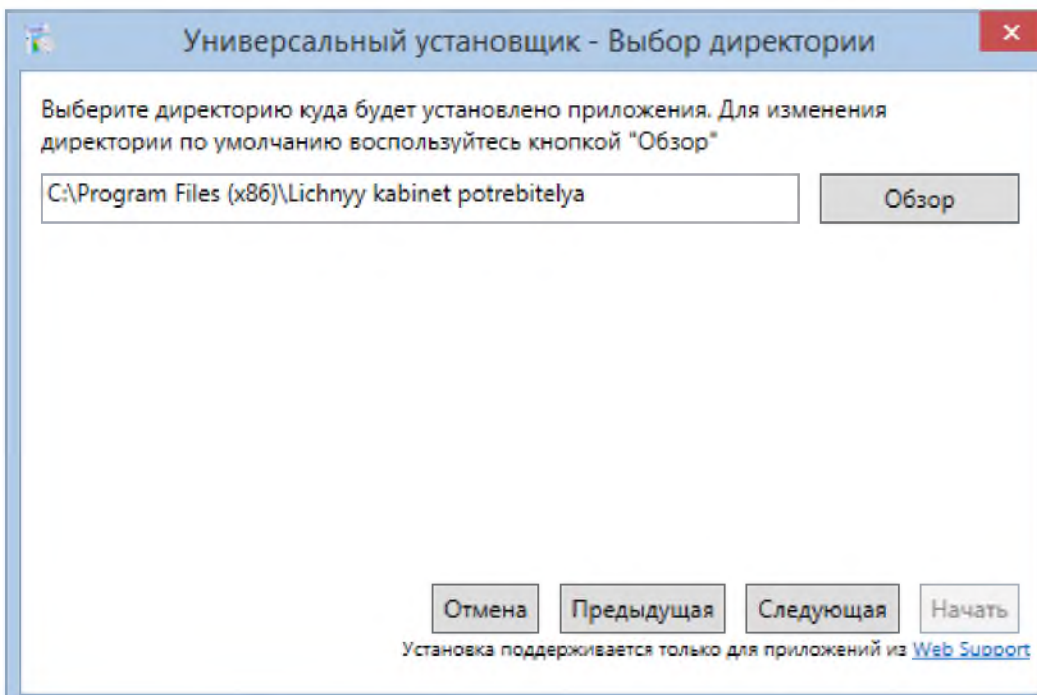 Универсальный установщик - Выбор директории
Выберите директорию куда будет установлено приложения. Для изменения
директории по умолчанию воспользуйтесь кнопкой "Обзор"
C:\Program Files (x86)\Lichnyy kabinet potrebitelya
Обзор
Отмена Предыдущая Следующая Начать
Установка поддерживается только для приложений из Web Support